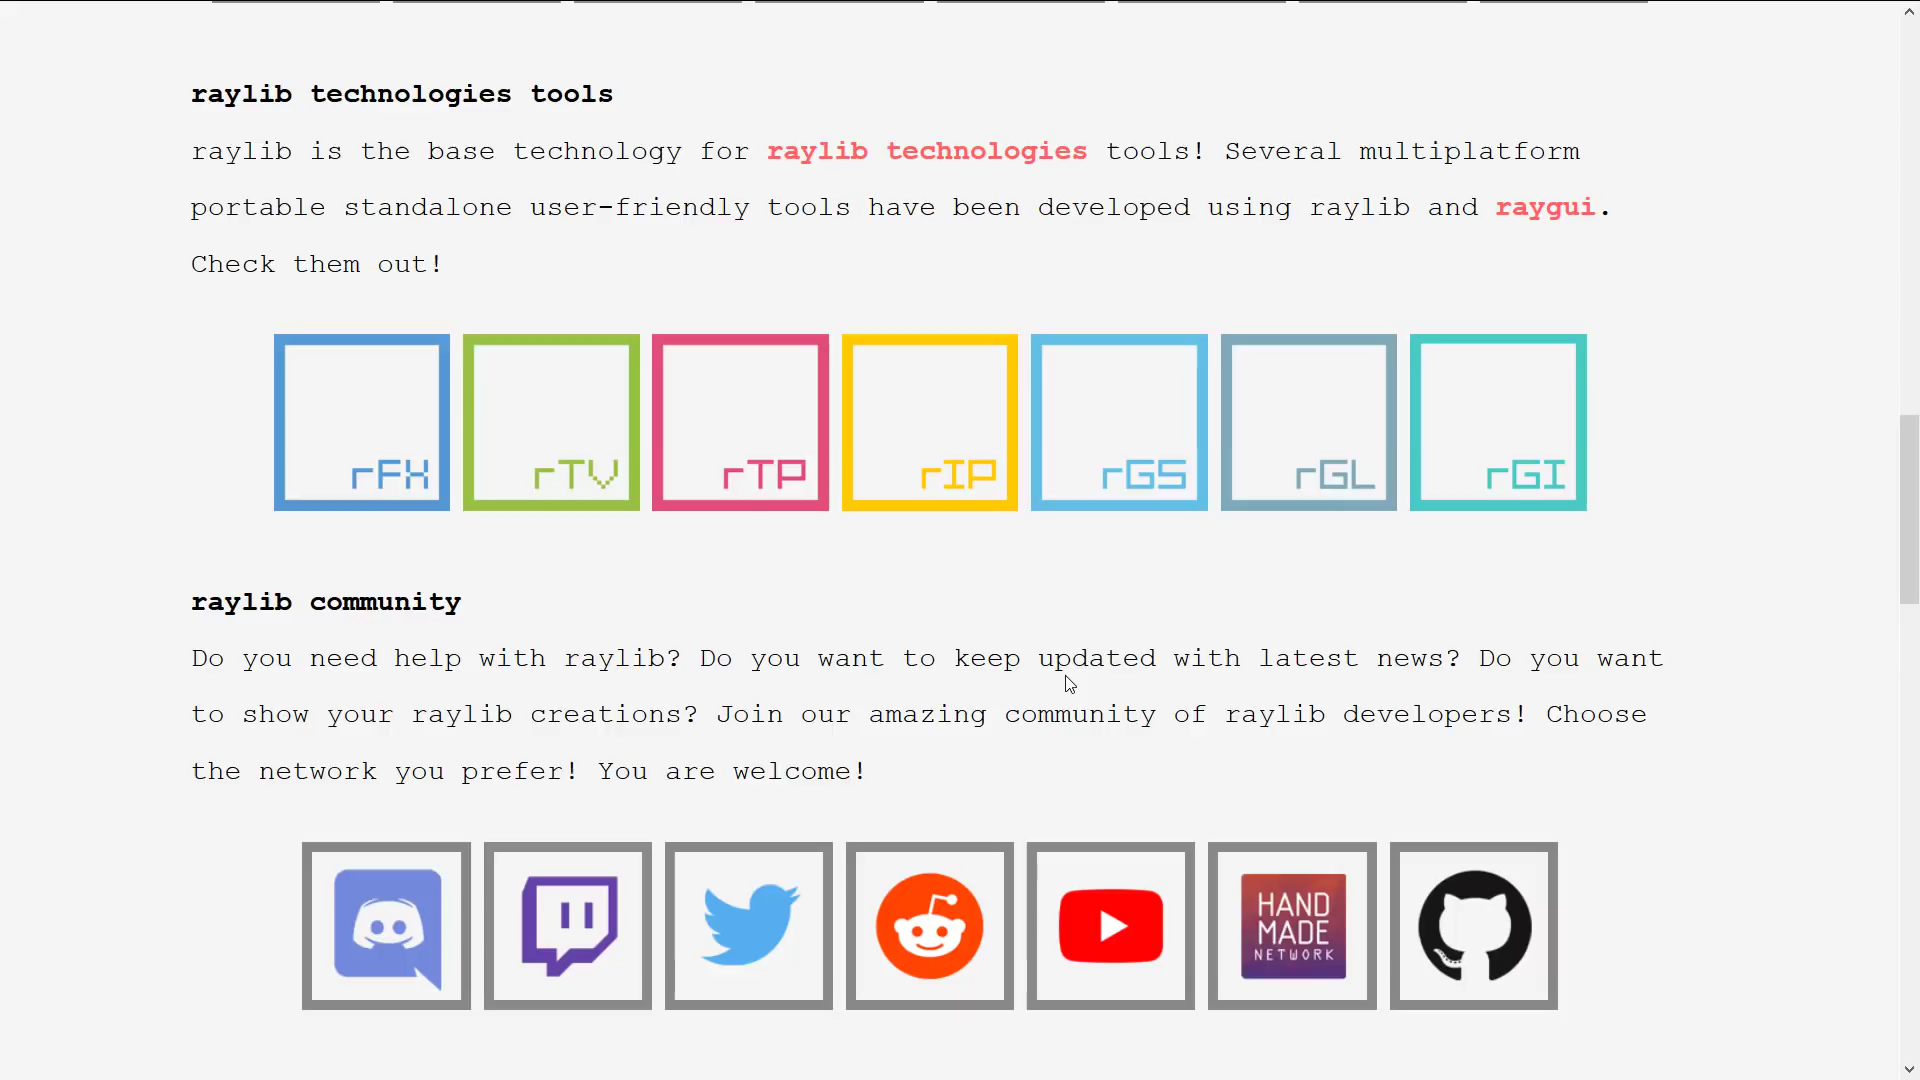 raylib technologies tools
raylib is the base technology for raylib technologies tools! Several multiplatform
portable standalone user-friendly tools have been developed using raylib and raygui.
Check them out!
rFX rTV rTP rIP rGS rGL rGI
raylib community
Do you need help with raylib? Do you want to keep updated with latest news? Do you want
to show your raylib creations? Join our amazing community of raylib developers! Choose
the network you prefer! You are welcome!
HAND
MADE
NETWORK